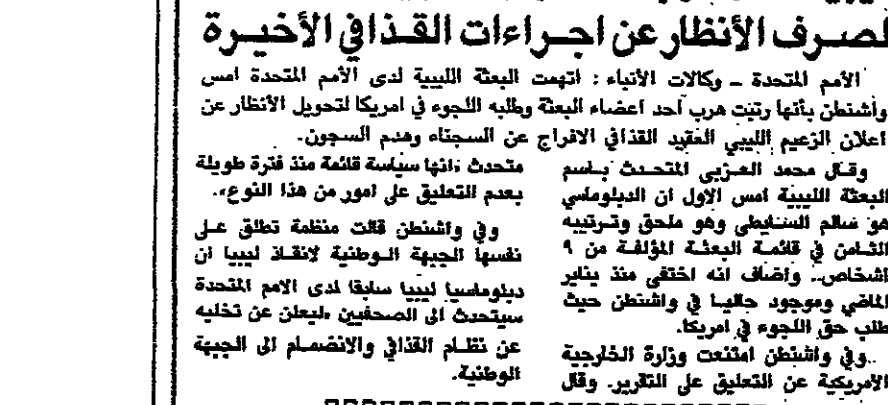 لصرف الأنظار عن اجراءات القذافي الأخيرة
الأمم المتحدة ـ وكالات الأنباء : اتهمت البعثة الليبية لدى الأمم المتحدة امس
واشنطن بأنها رتبت هرب احد اعضاء البعثة وطلبه اللجوء في امريكا لتحويل الأنظار عن
اعلان الزعيم الليبي العقيد القذافي الافراج عن السجناء وهدم السجون.
وقال محمد العزبي المتحدث باسم
البعثة الليبية امس الاول ان الدبلوماسي
هو سالم السنايطي وهو ملحق وترتيبه
الثامن في قائمة البعثة المؤلفة من ٩
اشخاص.. واضاف انه اختفى منذ يناير
الماضي وموجود حاليا في واشنطن حيث
طلب حق اللجوء في امريكا.
..وفي واشنطن امتنعت وزارة الخارجية
الامريكية عن التعليق على التقرير. وقال
متحدث «انها سياسة قائمة منذ فترة طويلة
بعدم التعليق على امور من هذا النوع».
وفي واشنطن قالت منظمة تطلق على
نفسها الجبهة الوطنية لانقاذ ليبيا ان
دبلوماسيا ليبيا سابقا لدى الامم المتحدة
سيتحدث الى الصحفيين «ليعلن عن تخليه
عن نظام القذافي والانضمام الى الجبهة
الوطنية.